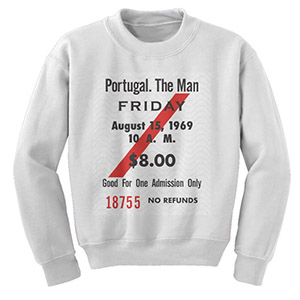 Portugal. The Man
FRIDAY
August 15, 1969
10 A. M.
$8.00
Good For One Admission Only
18755 NO REFUNDS